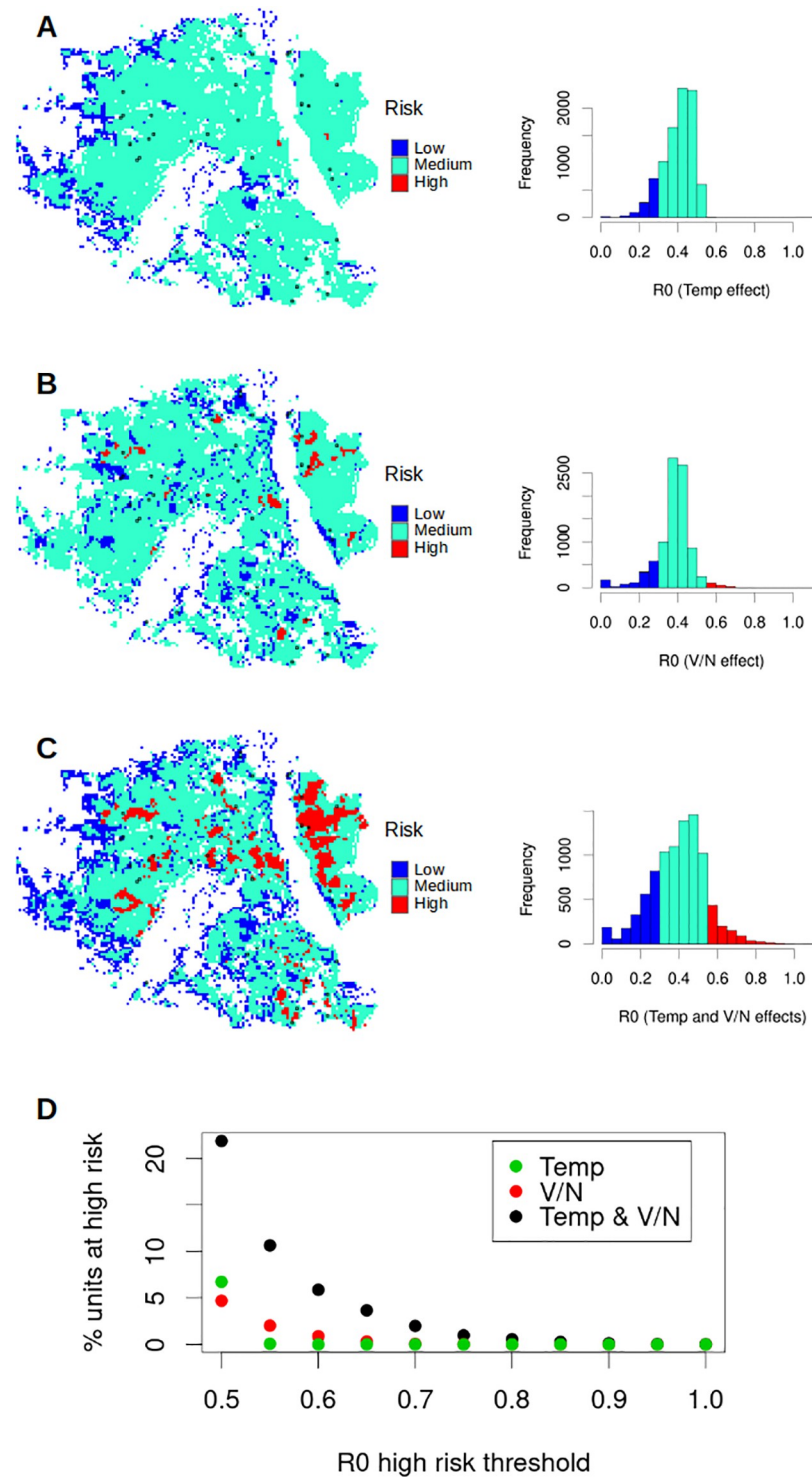 A
Risk
Low
Medium
High
Frequency
0 1000 2000
0.0 0.2 0.4 0.6 0.8 1.0
R0 (Temp effect)
B
Risk
Low
Medium
High
Frequency
0 1000 2500
0.0 0.2 0.4 0.6 0.8 1.0
R0 (V/N effect)
C
Risk
Low
Medium
High
Frequency
0 500 1000
0.0 0.2 0.4 0.6 0.8 1.0
R0 (Temp and V/N effects)
D
% units at high risk
0 5 10 20
Temp
V/N
Temp & V/N
0.5 0.6 0.7 0.8 0.9 1.0
R0 high risk threshold